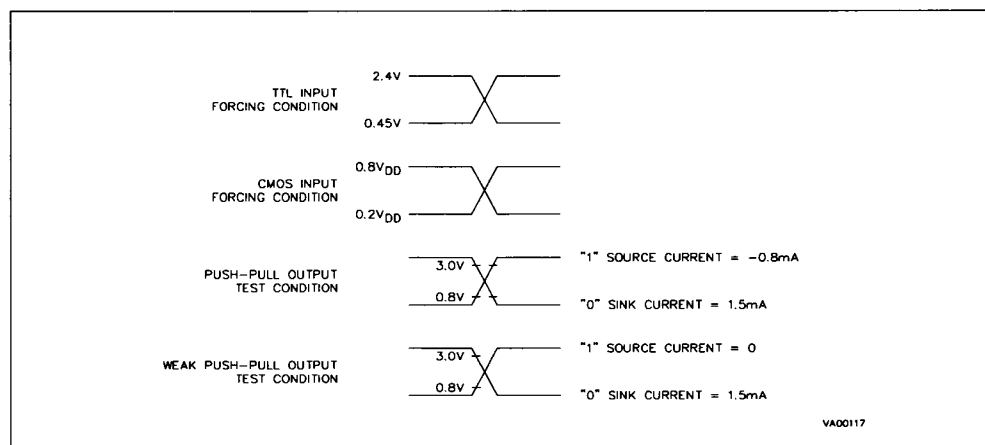 2.4V
TTL INPUT
FORCING CONDITION
0.45V
0.8VDD
CMOS INPUT
FORCING CONDITION
0.2VDD
"1" SOURCE CURRENT = -0.8mA
3.0V
PUSH-PULL OUTPUT
TEST CONDITION
0.8V
"0" SINK CURRENT = 1.5mA
"1" SOURCE CURRENT = 0
3.0V
WEAK PUSH-PULL OUTPUT
TEST CONDITION
0.8V
"0" SINK CURRENT = 1.5mA
VA00117